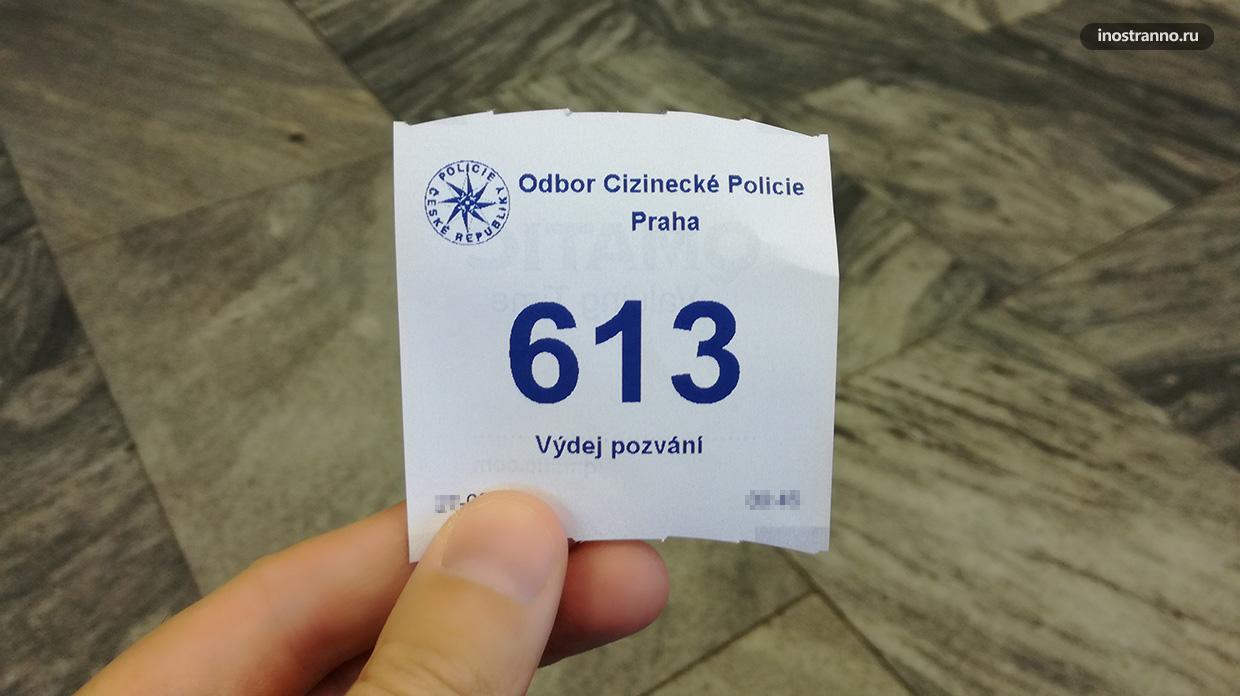 inostranno.ru
POLICIE ČESKÉ REPUBLIKY
Odbor Cizinecké Policie
Praha
613
Výdej pozvání